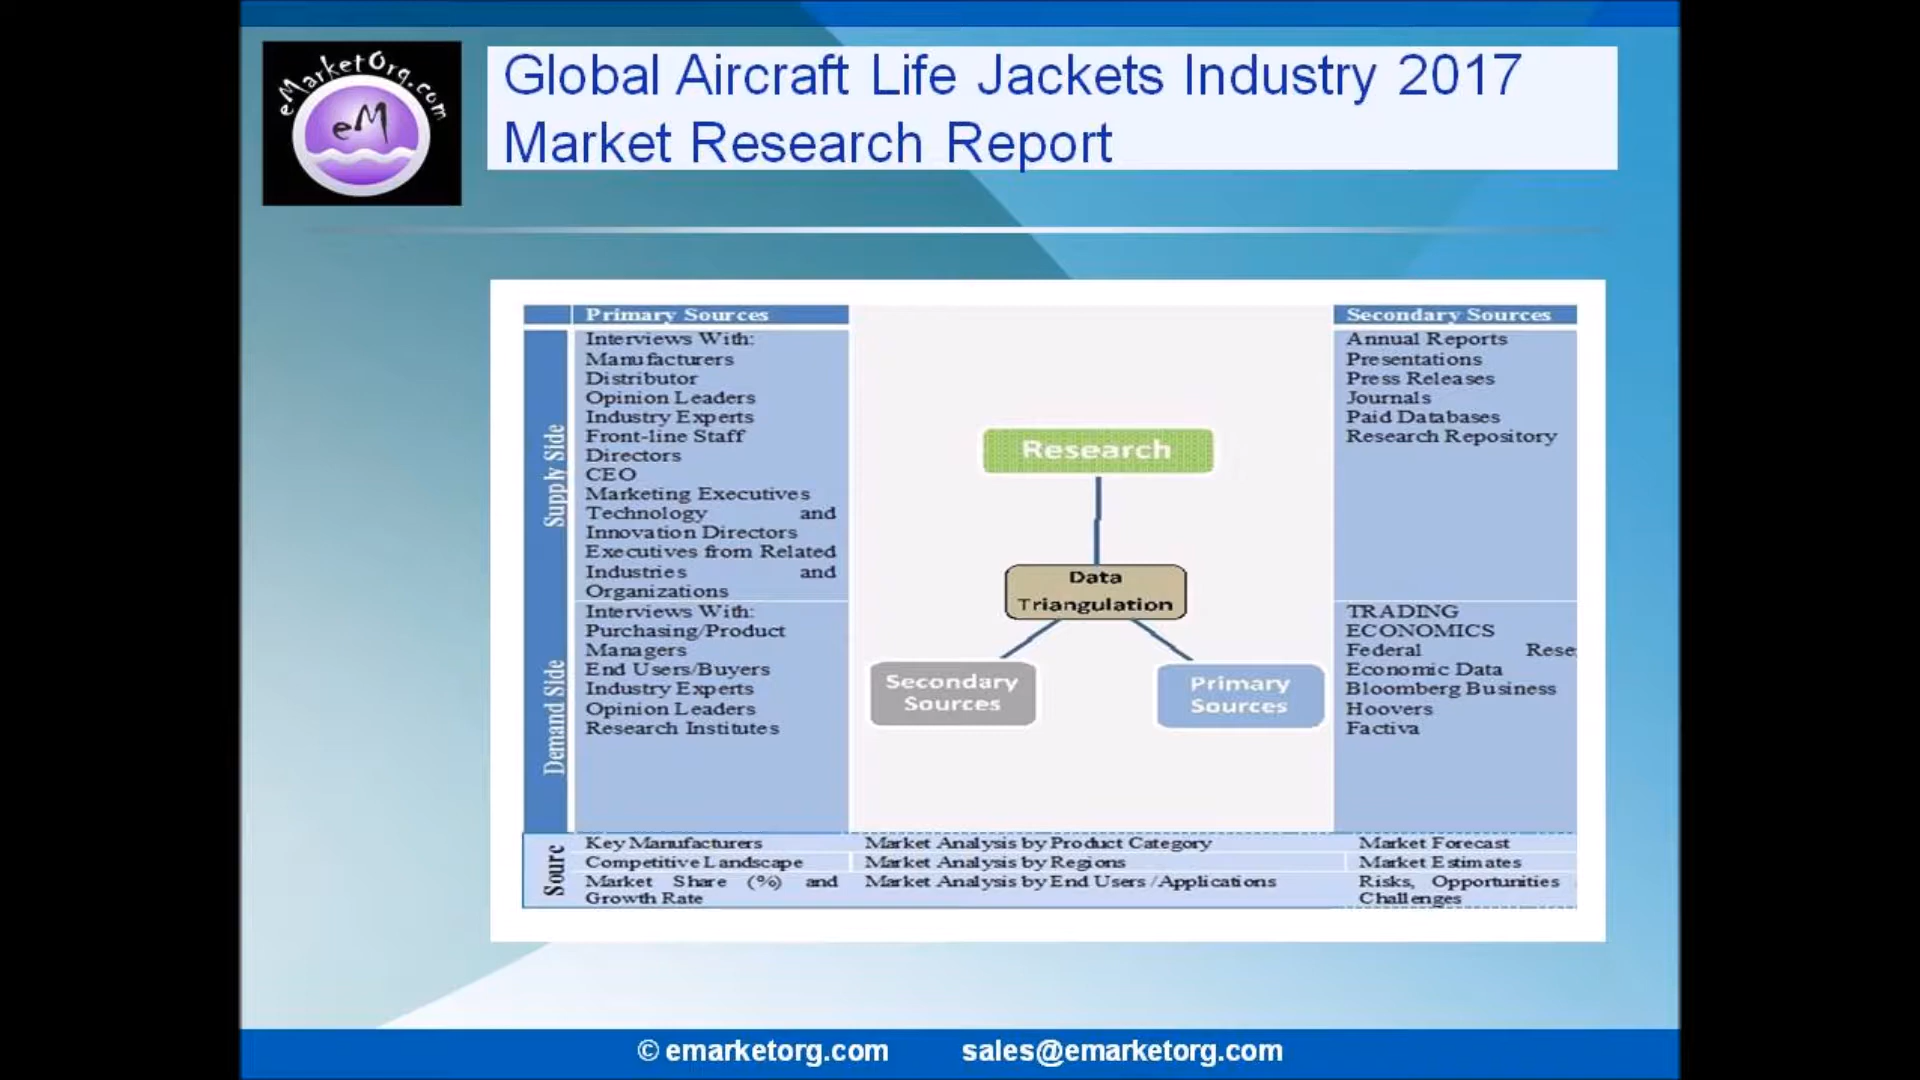 eMarketOrg.com
eM
Global Aircraft Life Jackets Industry 2017
Market Research Report
Primary Sources
Interviews With:
Manufacturers
Distributor
Opinion Leaders
Industry Experts
Front-line Staff
Directors
CEO
Marketing Executives
Technology and
Innovation Directors
Executives from Related
Industries and
Organizations
Supply Side
Interviews With:
Purchasing/Product
Managers
End Users/Buyers
Industry Experts
Opinion Leaders
Research Institutes
Demand Side
Research
Data
Triangulation
Secondary
Sources
Primary
Sources
Secondary Sources
Annual Reports
Presentations
Press Releases
Journals
Paid Databases
Research Repository
TRADING
ECONOMICS
Federal Rese
Economic Data
Bloomberg Business
Hoovers
Factiva
Sourc
Key Manufacturers
Competitive Landscape
Market Share (%) and
Growth Rate
Market Analysis by Product Category
Market Analysis by Regions
Market Analysis by End Users /Applications
Market Forecast
Market Estimates
Risks, Opportunities
Challenges
© emarketorg.com sales@emarketorg.com